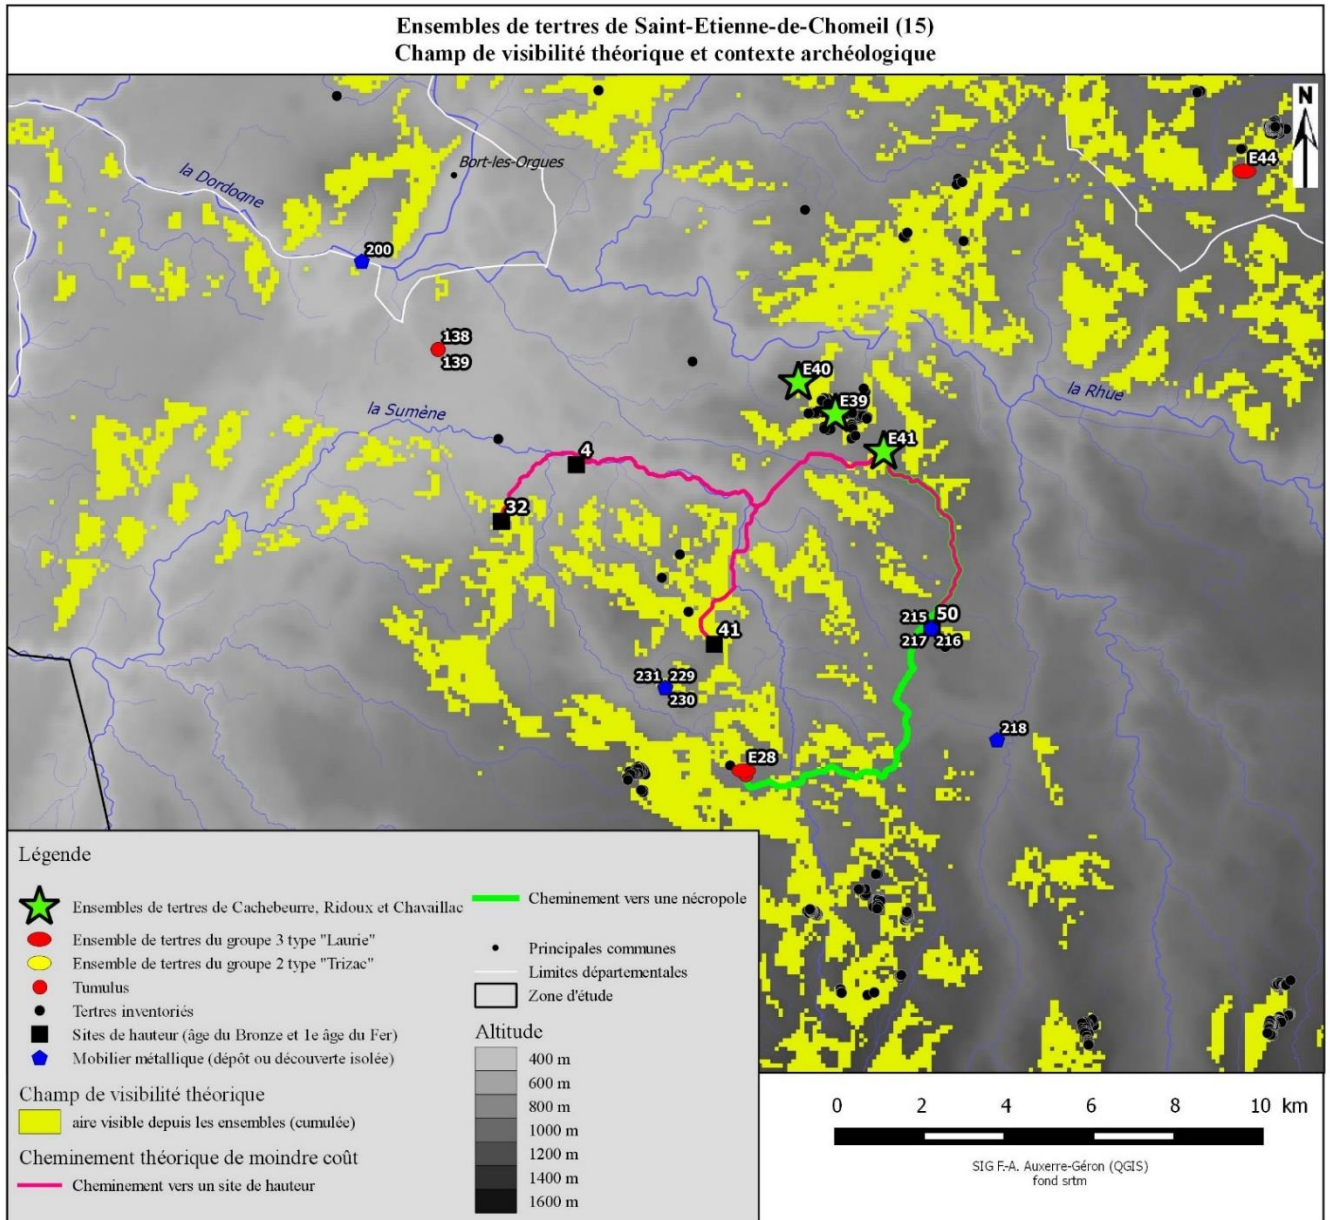 Ensembles de tertres de Saint-Etienne-de-Chomeil (15)
Champ de visibilité théorique et contexte archéologique
N
E44
Bort-les-Orgues
la Dordogne
200
138
139
E40
E39
la Rhue
la Sumène
E41
4
32
215 50
217 216
41
231 229
230
218
E28
Légende
Ensembles de tertres de Cachebeurre, Ridoux et Chavaillac
Ensemble de tertres du groupe 3 type "Laurie"
Ensemble de tertres du groupe 2 type "Trizac"
Tumulus
Tertres inventoriés
Sites de hauteur (âge du Bronze et 1e âge du Fer)
Mobilier métallique (dépôt ou découverte isolée)
Champ de visibilité théorique
aire visible depuis les ensembles (cumulée)
Cheminement théorique de moindre coût
Cheminement vers un site de hauteur
Cheminement vers une nécropole
Principales communes
Limites départementales
Zone d'étude
Altitude
400 m
600 m
800 m
1000 m
1200 m
1400 m
1600 m
0 2 4 6 8 10 km
SIG F.-A. Auxerre-Géron (QGIS)
fond srtm